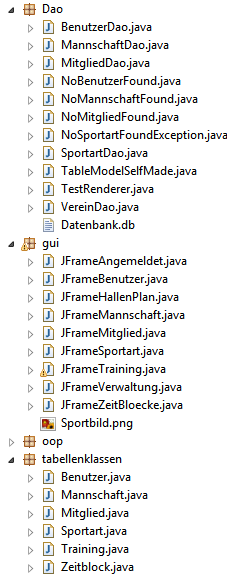 Dao
BenutzerDao.java
MannschaftDao.java
MitgliedDao.java
NoBenutzerFound.java
NoMannschaftFound.java
NoMitgliedFound.java
NoSportartFoundException.java
SportartDao.java
TableModelSelfMade.java
TestRenderer.java
VereinDao.java
Datenbank.db
gui
JFrameAngemeldet.java
JFrameBenutzer.java
JFrameHallenPlan.java
JFrameMannschaft.java
JFrameMitglied.java
JFrameSportart.java
JFrameTraining.java
JFrameVerwaltung.java
JFrameZeitBloecke.java
Sportbild.png
oop
tabellenklassen
Benutzer.java
Mannschaft.java
Mitglied.java
Sportart.java
Training.java
Zeitblock.java